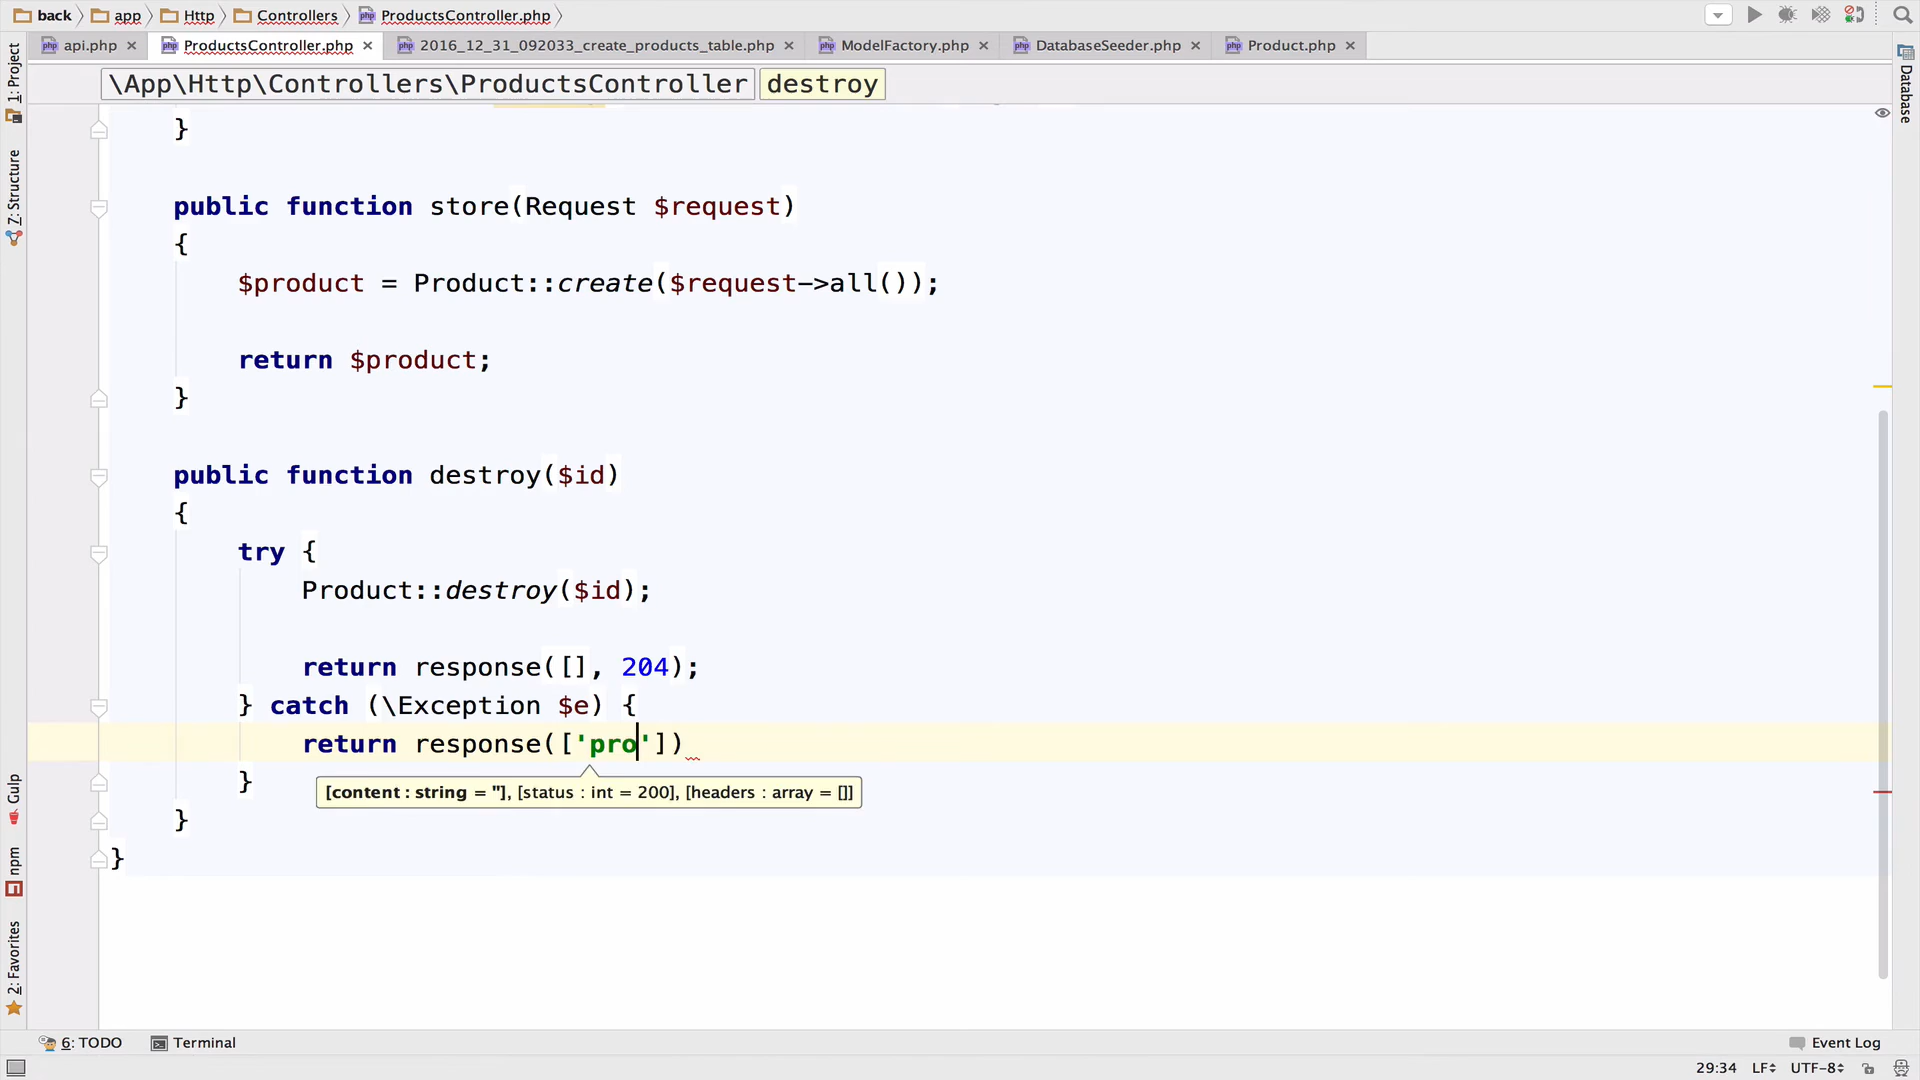 back app Http Controllers ProductsController.php
api.php ProductsController.php 2016_12_31_092033_create_products_table.php ModelFactory.php DatabaseSeeder.php Product.php
\App\Http\Controllers\ProductsController destroy
}
public function store(Request $request)
{
$product = Product::create($request->all());
return $product;
}
public function destroy($id)
{
try {
Product::destroy($id);
return response([], 204);
} catch (\Exception $e) {
return response(['pro'])
}
[content : string = ''], [status : int = 200], [headers : array = []]
}
}
1: Project
Z: Structure
Gulp
npm
2: Favorites
Database
6: TODO Terminal Event Log
29:34 LF UTF-8